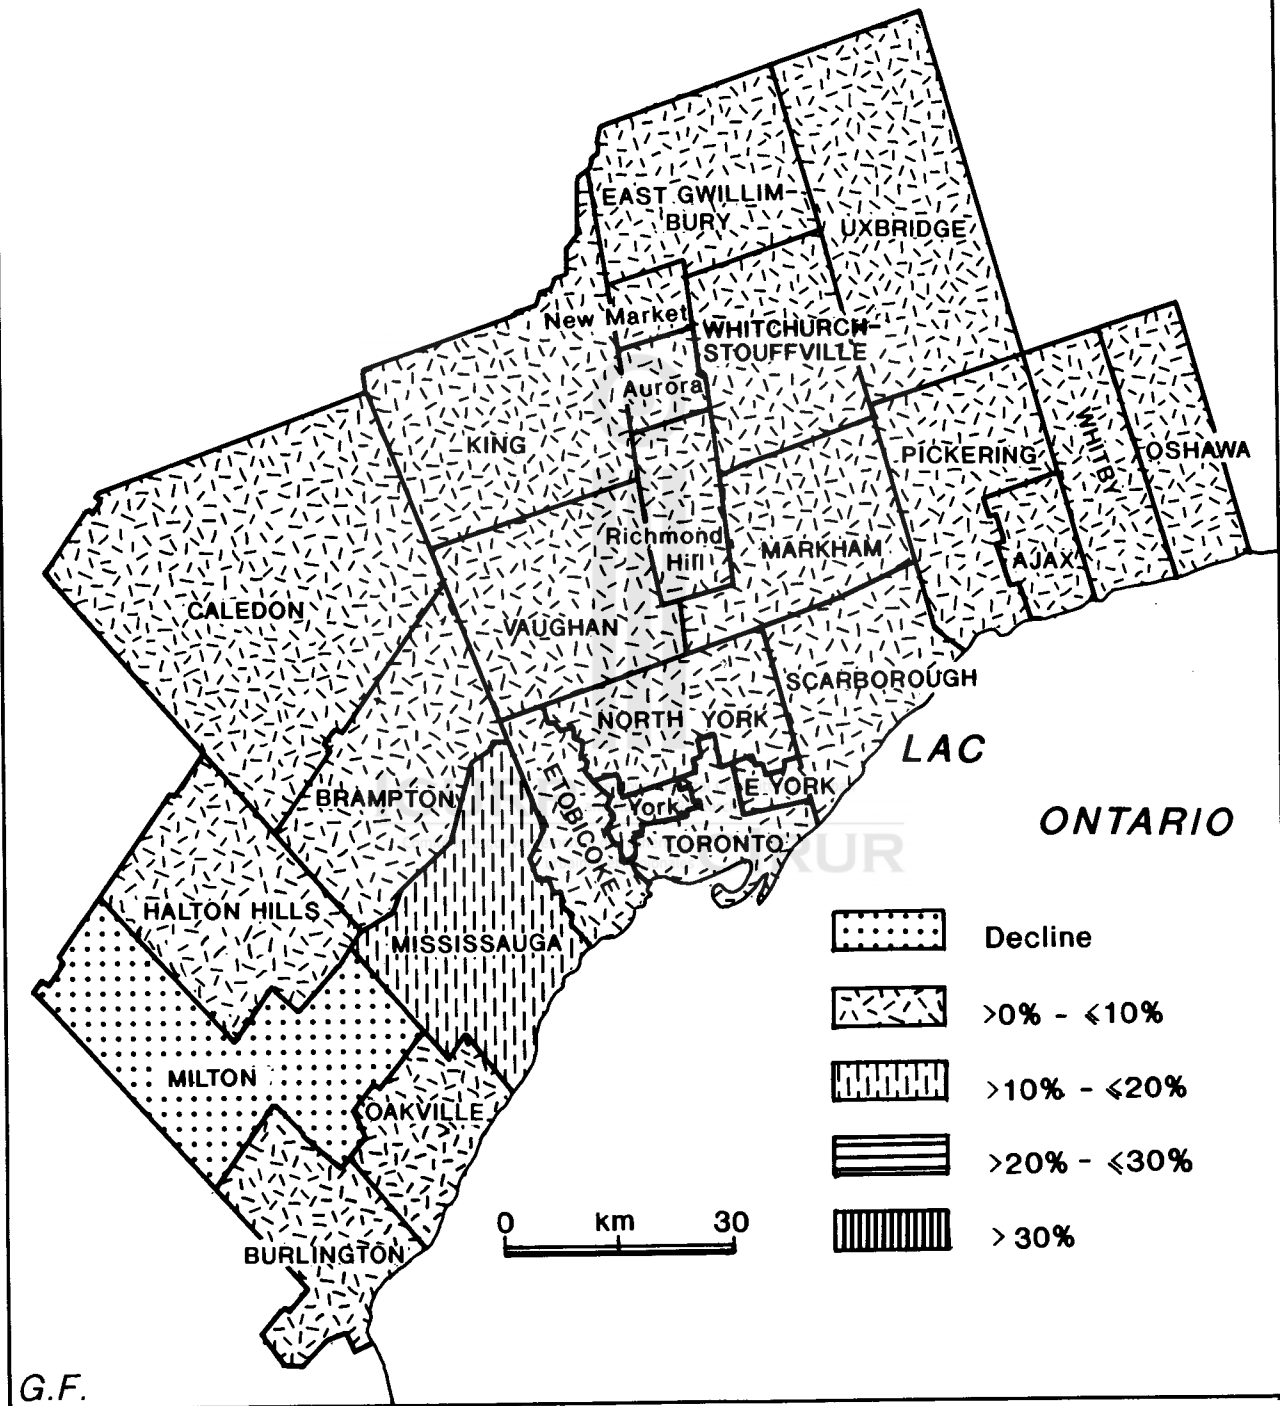 EAST GWILLIM-
BURY
UXBRIDGE
New Market
WHITCHURCH-
STOUFFVILLE
Aurora
KING
PICKERING
WHITBY
OSHAWA
Richmond
Hill
MARKHAM
AJAX
CALEDON
VAUGHAN
SCARBOROUGH
NORTH YORK
LAC
ONTARIO
BRAMPTON
ETOBICOKE
York
E YORK
TORONTO
HALTON HILLS
MISSISSAUGA
MILTON
OAKVILLE
BURLINGTON
Decline
>0% - ⩽10%
>10% - ⩽20%
>20% - ⩽30%
> 30%
0 km 30
G.F.